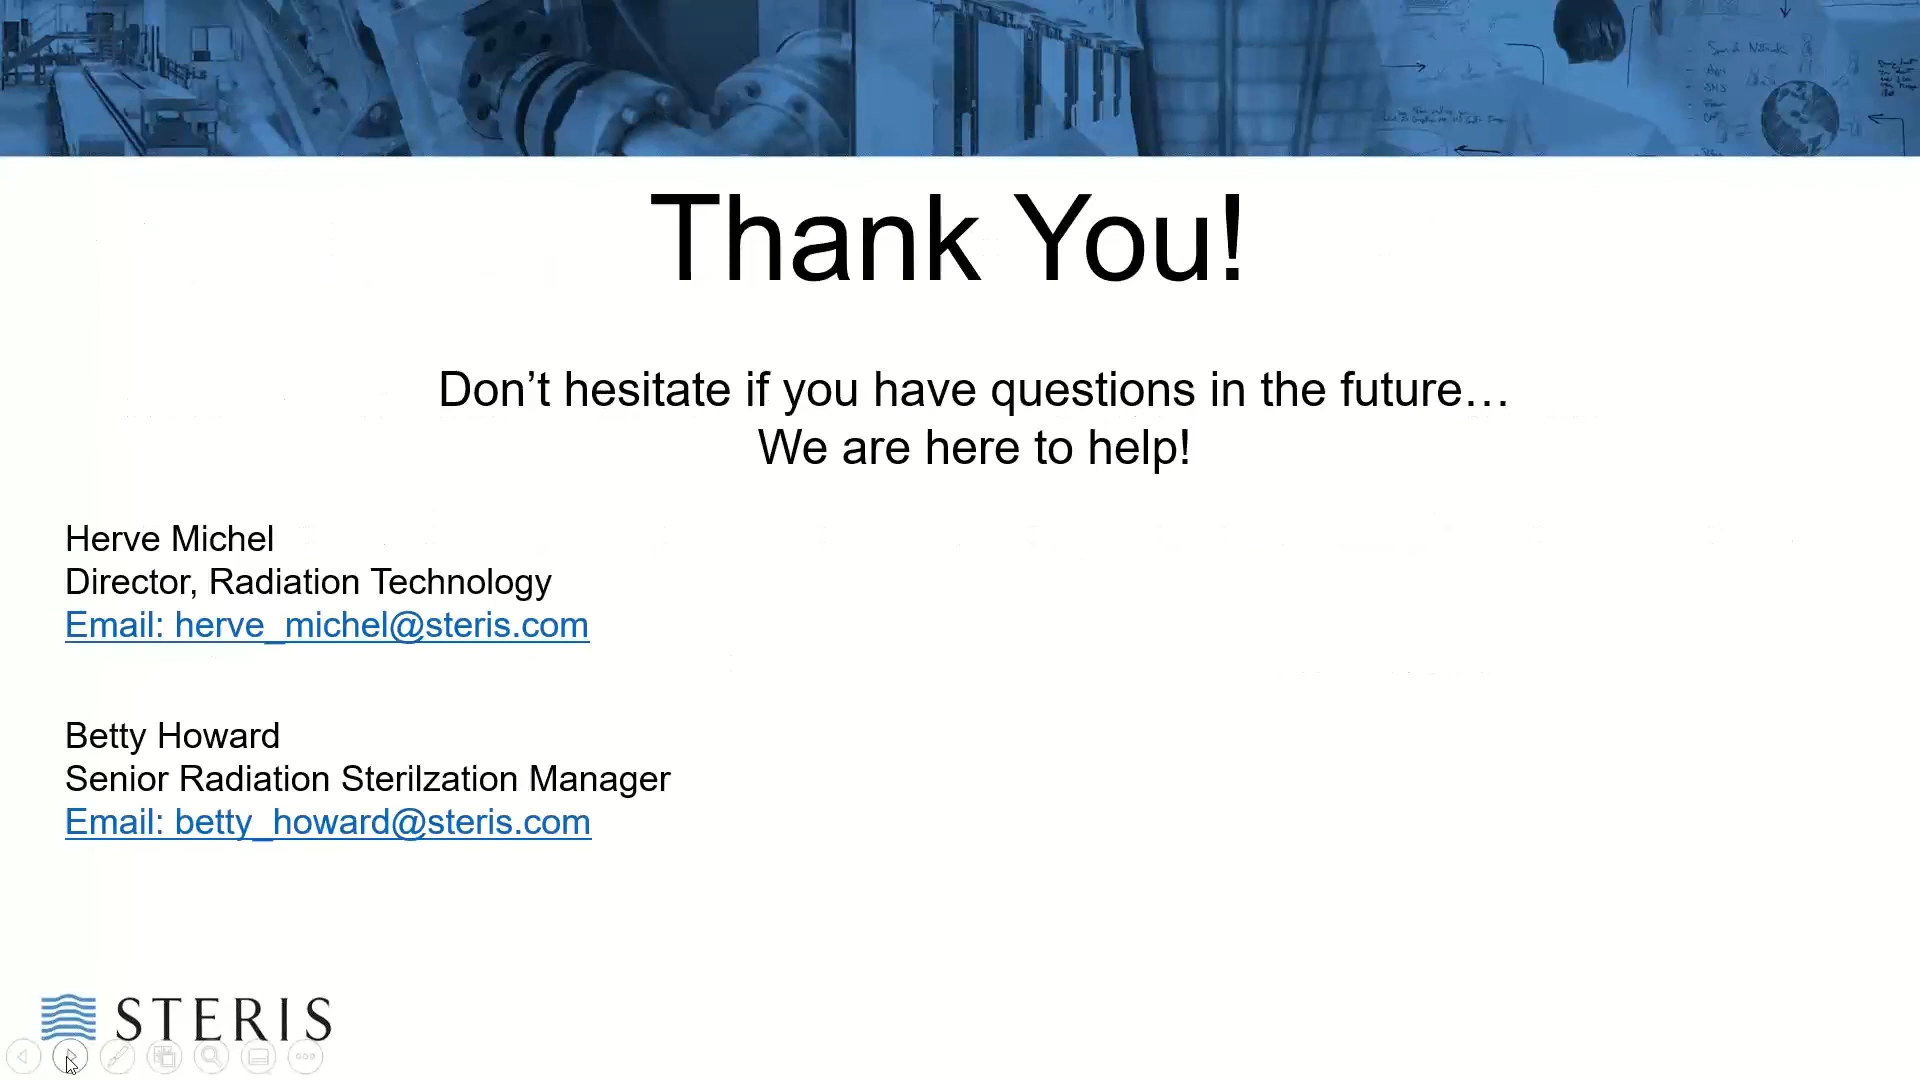 Thank You!
Don’t hesitate if you have questions in the future…
We are here to help!
Herve Michel
Director, Radiation Technology
Email: herve_michel@steris.com
Betty Howard
Senior Radiation Sterilzation Manager
Email: betty_howard@steris.com
STERIS